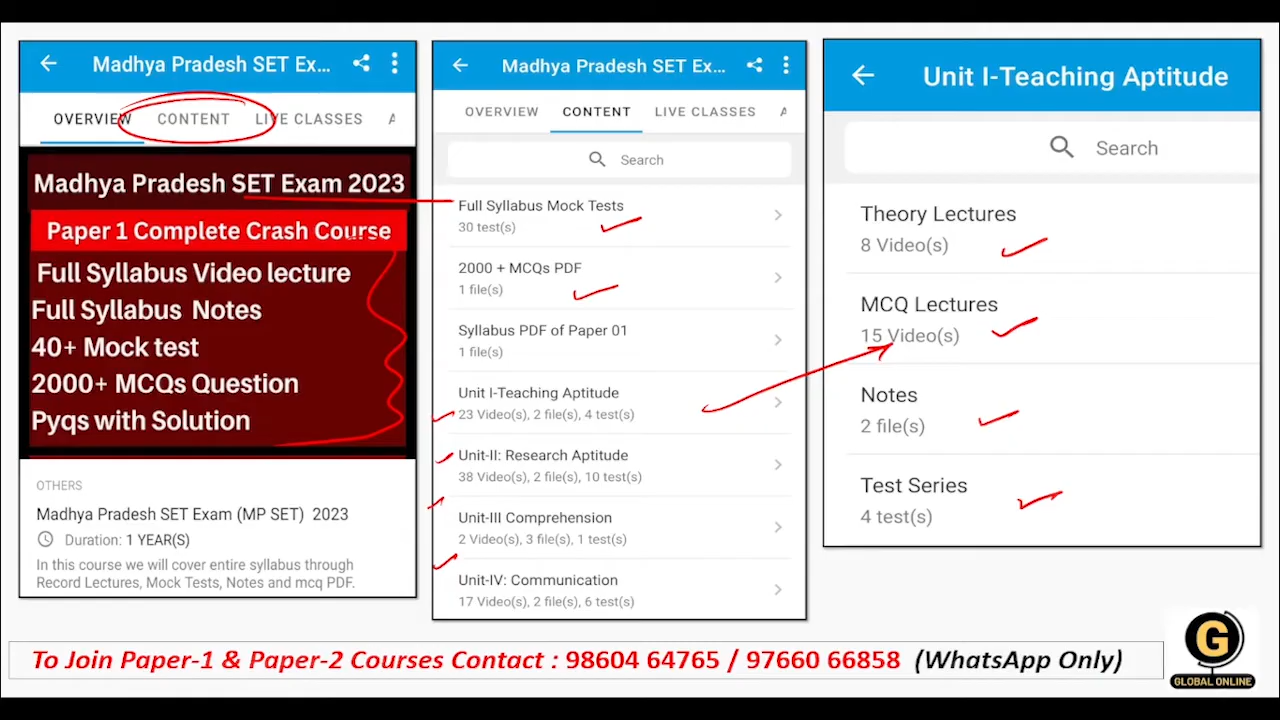 Madhya Pradesh SET Ex...
OVERVIEW CONTENT LIVE CLASSES A
Madhya Pradesh SET Exam 2023
Paper 1 Complete Crash Course
Full Syllabus Video lecture
Full Syllabus Notes
40+ Mock test
2000+ MCQs Question
Pyqs with Solution
OTHERS
Madhya Pradesh SET Exam (MP SET) 2023
Duration: 1 YEAR(S)
In this course we will cover entire syllabus through
Record Lectures, Mock Tests, Notes and mcq PDF.
Madhya Pradesh SET Ex...
OVERVIEW CONTENT LIVE CLASSES A
Search
Full Syllabus Mock Tests
30 test(s)
2000 + MCQs PDF
1 file(s)
Syllabus PDF of Paper 01
1 file(s)
Unit I-Teaching Aptitude
23 Video(s), 2 file(s), 4 test(s)
Unit-II: Research Aptitude
38 Video(s), 2 file(s), 10 test(s)
Unit-III Comprehension
2 Video(s), 3 file(s), 1 test(s)
Unit-IV: Communication
17 Video(s), 2 file(s), 6 test(s)
Unit I-Teaching Aptitude
Search
Theory Lectures
8 Video(s)
MCQ Lectures
15 Video(s)
Notes
2 file(s)
Test Series
4 test(s)
To Join Paper-1 & Paper-2 Courses Contact : 98604 64765 / 97660 66858 (WhatsApp Only)
G
GLOBAL ONLINE